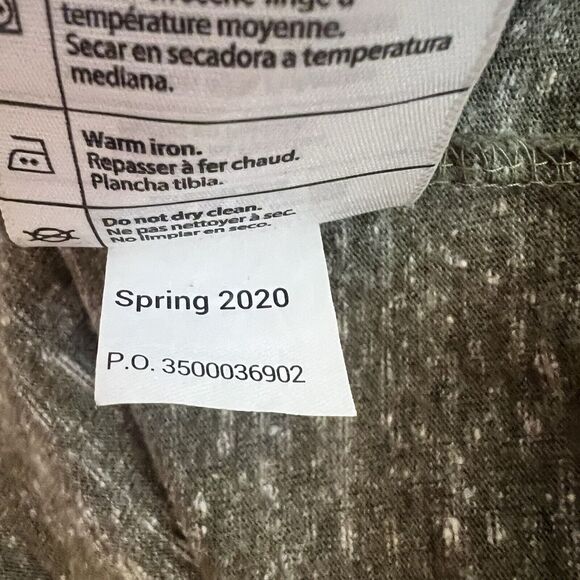 température moyenne.
Secar en secadora a temperatura
mediana.
Warm iron.
Repasser à fer chaud.
Plancha tibia.
Do not dry clean.
Ne pas nettoyer à sec.
No limpiar en seco.
Spring 2020
P.O. 3500036902